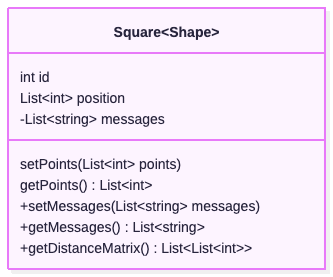 Square<Shape>
int id
List<int> position
-List<string> messages
setPoints(List<int> points)
getPoints() : List<int>
+setMessages(List<string> messages)
+getMessages() : List<string>
+getDistanceMatrix() : List<List<int>>